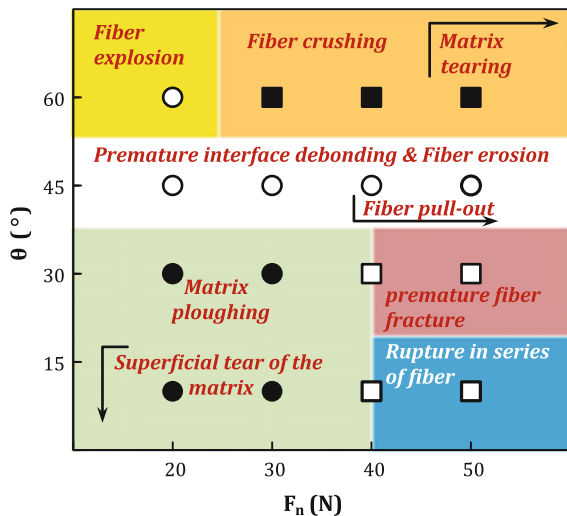 Fiber
explosion
Fiber crushing
Matrix
tearing
60
Premature interface debonding & Fiber erosion
45
Fiber pull-out
θ (°)
30
Matrix
ploughing
premature fiber
fracture
15
Superficial tear of the
matrix
Rupture in series
of fiber
20
30
40
50
Fn (N)